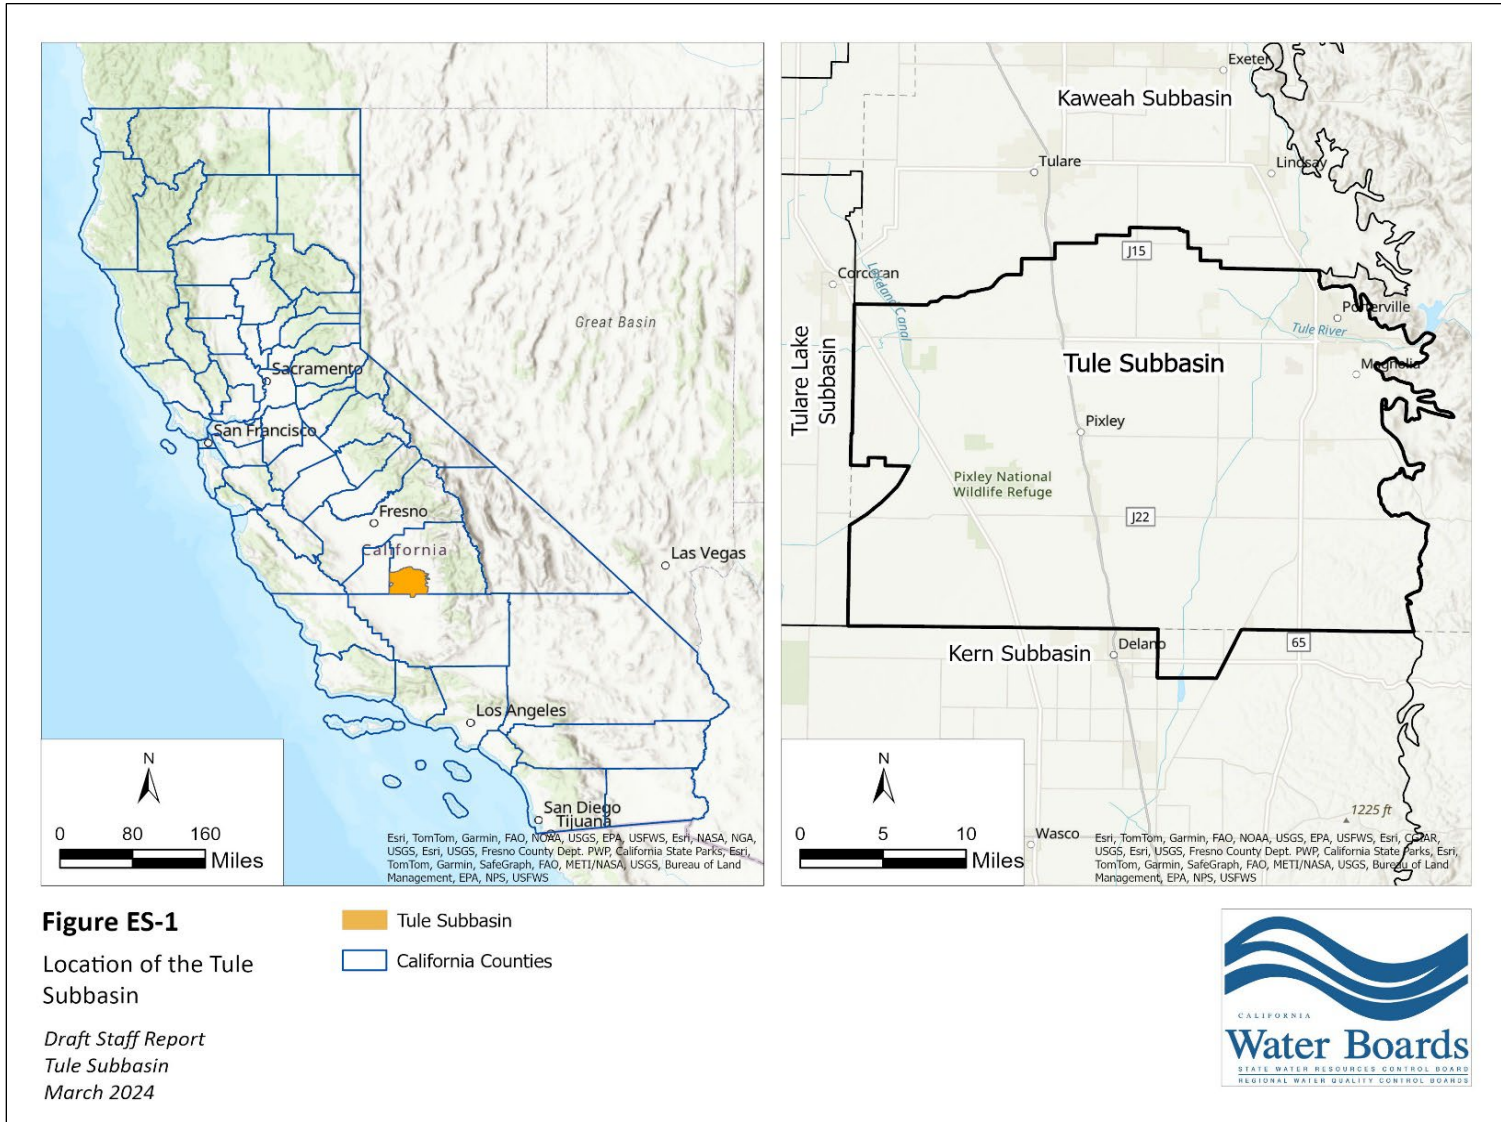 Great Basin
Sacramento
San Francisco
Fresno
California
Las Vegas
Los Angeles
San Diego
Tijuana
N
0 80 160
Miles
Esri, TomTom, Garmin, FAO, NOAA, USGS, EPA, USFWS, Esri, NASA, NGA,
USGS, Esri, USGS, Fresno County Dept. PWP, California State Parks, Esri,
TomTom, Garmin, SafeGraph, FAO, METI/NASA, USGS, Bureau of Land
Management, EPA, NPS, USFWS
Exeter
Kaweah Subbasin
Tulare
Lindsay
J15
Corcoran
Lakeland Canal
Porterville
Tule River
Tulare Lake
Subbasin
Tule Subbasin
Magnolia
Pixley
Pixley National
Wildlife Refuge
J22
Delano
65
Kern Subbasin
1225 ft
Wasco
N
0 5 10
Miles
Esri, TomTom, Garmin, FAO, NOAA, USGS, EPA, USFWS, Esri, CGIAR,
USGS, Esri, USGS, Fresno County Dept. PWP, California State Parks, Esri,
TomTom, Garmin, SafeGraph, FAO, METI/NASA, USGS, Bureau of Land
Management, EPA, NPS, USFWS
Figure ES-1
Location of the Tule
Subbasin
Draft Staff Report
Tule Subbasin
March 2024
Tule Subbasin
California Counties
CALIFORNIA
Water Boards
STATE WATER RESOURCES CONTROL BOARD
REGIONAL WATER QUALITY CONTROL BOARDS